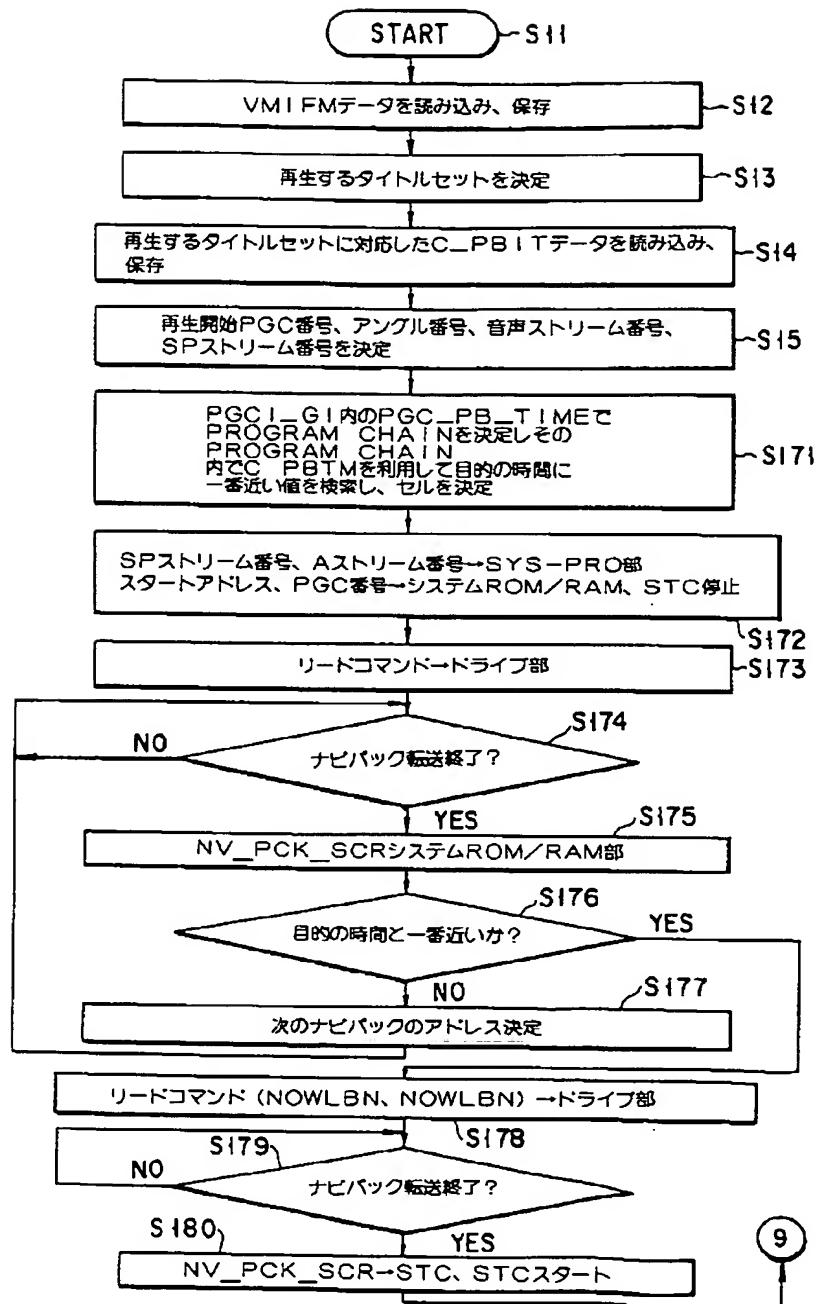 START
S11
VMIFMデータを読み込み、保存
S12
再生するタイトルセットを決定
S13
再生するタイトルセットに対応したC_PBITデータを読み込み、
保存
S14
再生開始PGC番号、アングル番号、音声ストリーム番号、
SPストリーム番号を決定
S15
PGCI_GI内のPGC_PB_TIMEで
PROGRAM CHAINを決定しその
PROGRAM CHAIN
内でC PBTMを利用して目的の時間に
一番近い値を検索し、セルを決定
S171
SPストリーム番号、Aストリーム番号→SYS-PRO部
スタートアドレス、PGC番号→システムROM/RAM、STC停止
S172
リードコマンド→ドライブ部
S173
S174
NO
ナビパック転送終了?
YES
S175
NV_PCK_SCRシステムROM/RAM部
S176
目的の時間と一番近いか?
YES
NO
S177
次のナビパックのアドレス決定
リードコマンド(NOWLBN、NOWLBN)→ドライブ部
S178
S179
NO
ナビパック転送終了?
S180
YES
9
NV_PCK_SCR→STC、STCスタート